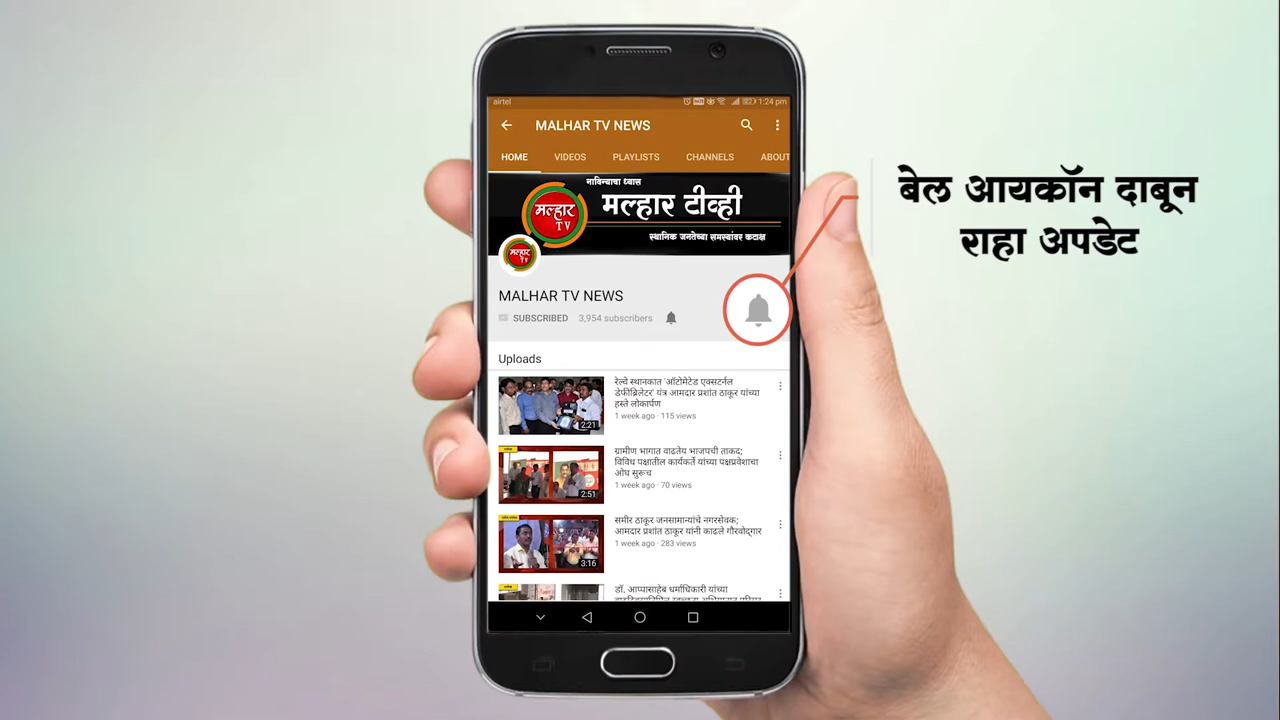 airtel 1:24 pm
MALHAR TV NEWS
HOME VIDEOS PLAYLISTS CHANNELS ABOUT
नाविन्याचा ध्यास
मल्हार टीव्ही
मल्हार
TV
स्थानिक जनतेच्या समस्यांवर कटाक्ष
मल्हार
TV
MALHAR TV NEWS
SUBSCRIBED 3,954 subscribers
Uploads
रेल्वे स्थानकात 'ऑटोमेटेड एक्सटर्नल
डेफीब्रिलेटर' यंत्र आमदार प्रशांत ठाकूर यांच्या
हस्ते लोकार्पण
1 week ago · 115 views
2:21
ग्रामीण भागात वाढतेय भाजपची ताकद;
विविध पक्षातील कार्यकर्ते यांच्या पक्षप्रवेशाचा
ओघ सुरूच
1 week ago · 70 views
2:51
समीर ठाकूर जनसामान्यांचे नगरसेवक;
आमदार प्रशांत ठाकूर यांनी काढले गौरवोद्गार
1 week ago · 283 views
3:16
डॉ. आप्पासाहेब धर्माधिकारी यांच्या
बेल आयकॉन दाबून
राहा अपडेट